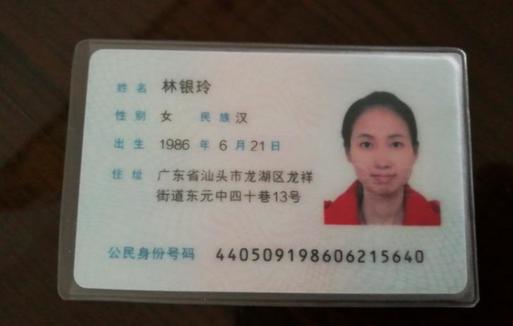 姓名 林银玲
性别 女 民族 汉
出生 1986 年 6 月 21 日
住址 广东省汕头市龙湖区龙祥
街道东元中四十巷13号
公民身份号码 440509198606215640